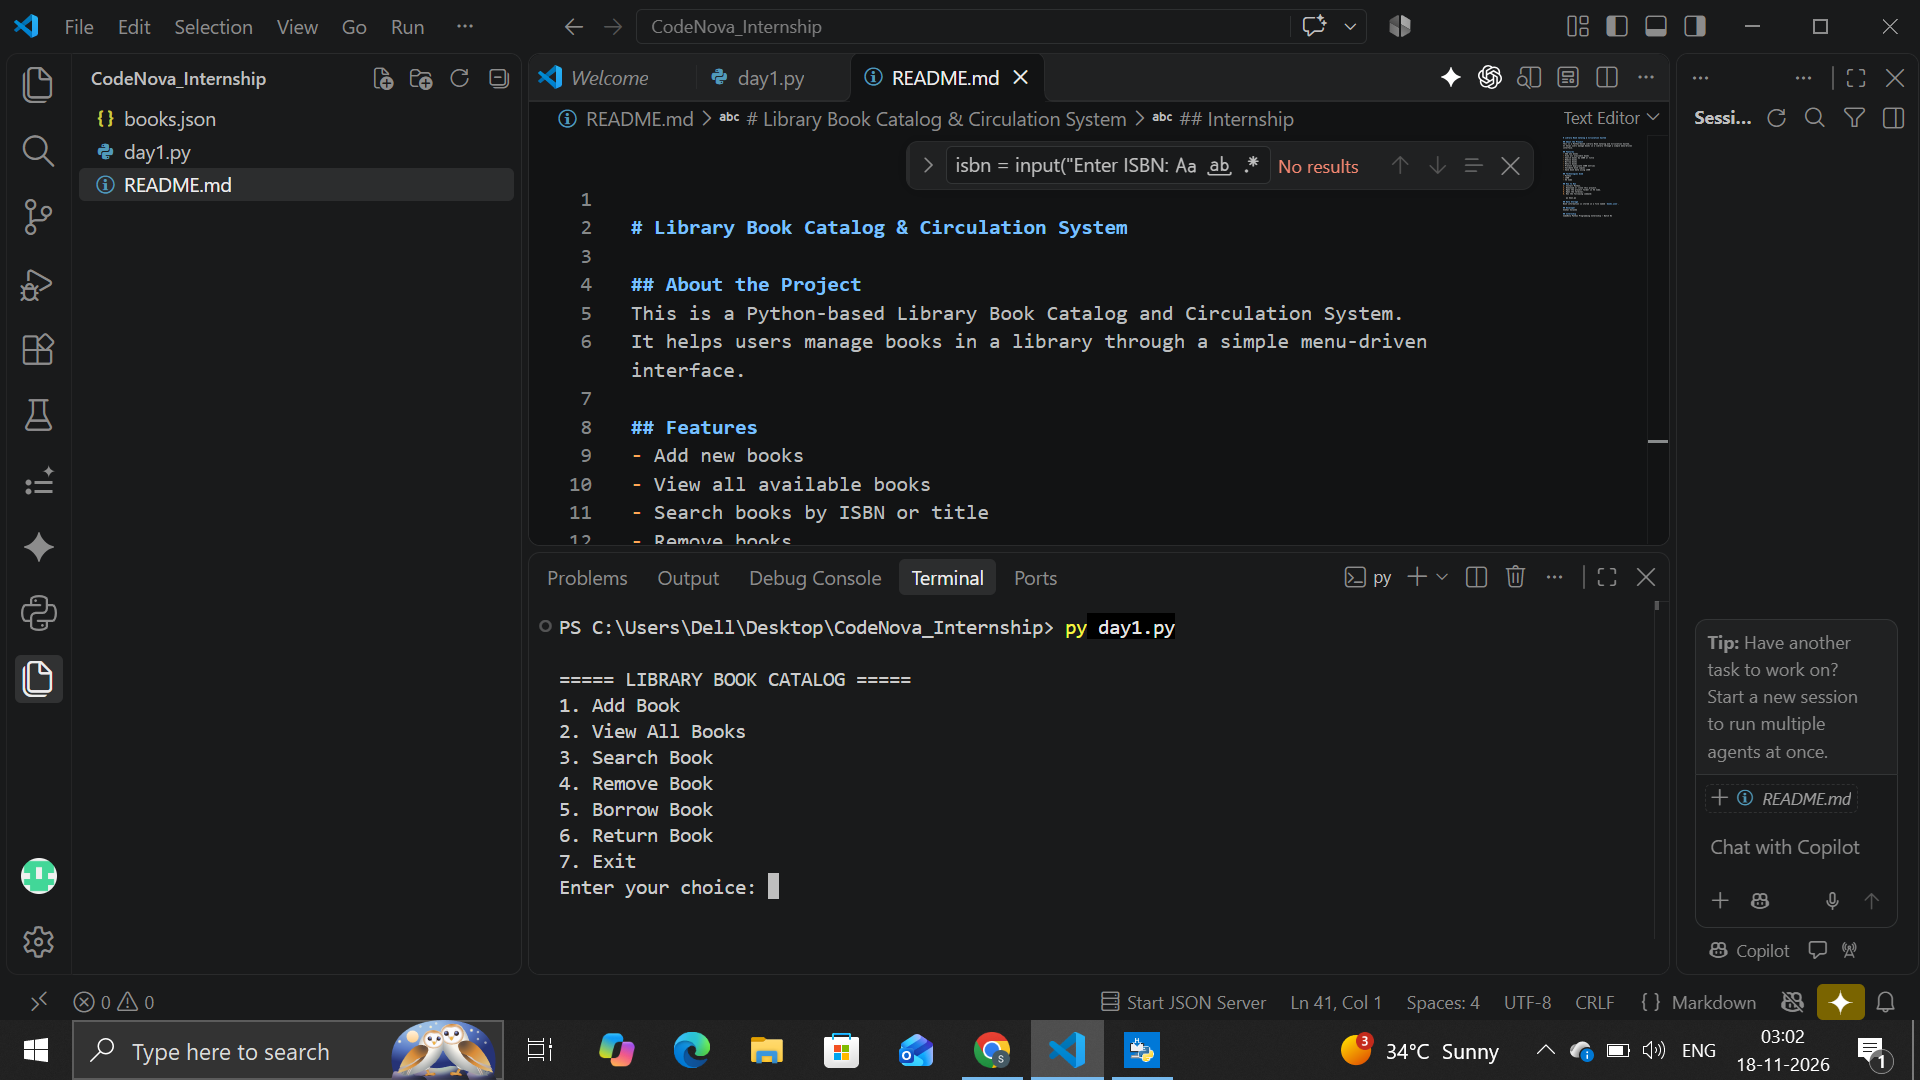 File Edit Selection View Go Run ...
CodeNova_Internship
CodeNova_Internship
books.json
day1.py
README.md
Welcome
day1.py
README.md
README.md > # Library Book Catalog & Circulation System > ## Internship
Text Editor
isbn = input("Enter ISBN: Aa ab .* No results
1
2 # Library Book Catalog & Circulation System
3
4 ## About the Project
5 This is a Python-based Library Book Catalog and Circulation System.
6 It helps users manage books in a library through a simple menu-driven
interface.
7
8 ## Features
9 - Add new books
10 - View all available books
11 - Search books by ISBN or title
12 - Remove books
Problems Output Debug Console Terminal Ports
py
PS C:\Users\Dell\Desktop\CodeNova_Internship> py day1.py
===== LIBRARY BOOK CATALOG =====
1. Add Book
2. View All Books
3. Search Book
4. Remove Book
5. Borrow Book
6. Return Book
7. Exit
Enter your choice:
Sessi...
Tip: Have another
task to work on?
Start a new session
to run multiple
agents at once.
README.md
Chat with Copilot
Copilot
0 0
Start JSON Server Ln 41, Col 1 Spaces: 4 UTF-8 CRLF {} Markdown
Type here to search
3
34°C Sunny
ENG
03:02
18-11-2026
1